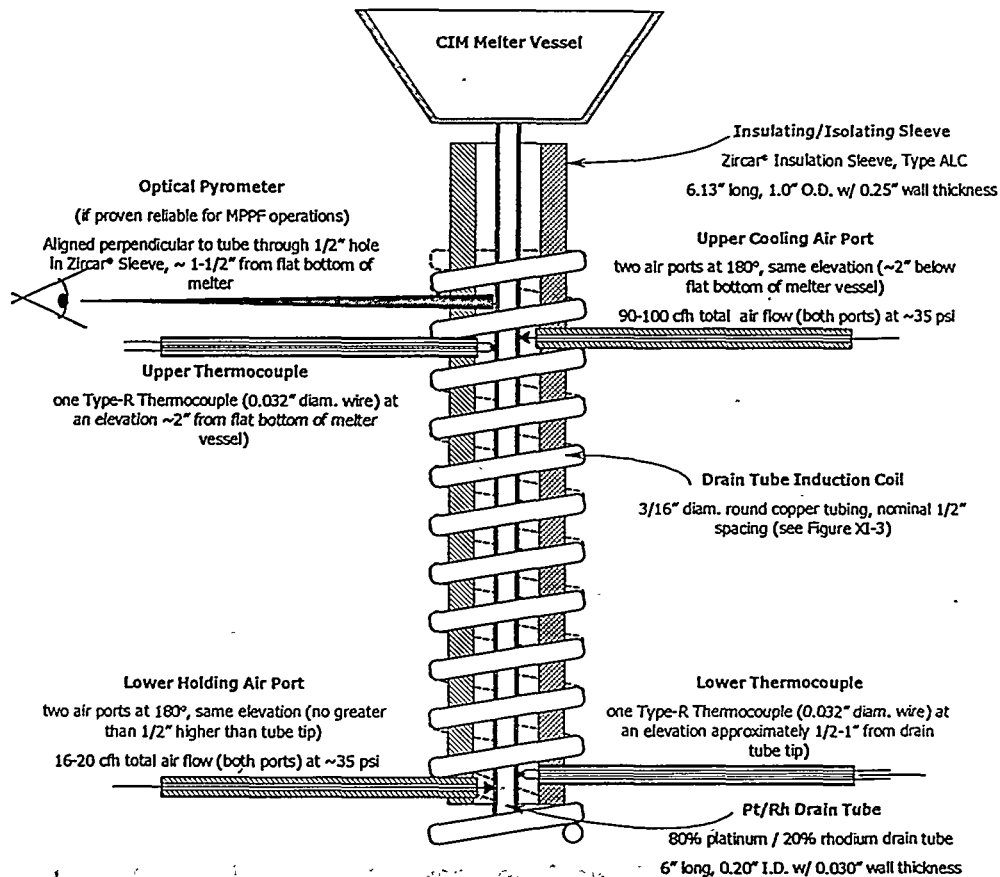 CIM Melter Vessel
Insulating/Isolating Sleeve
Zircar® Insulation Sleeve, Type ALC
6.13" long, 1.0" O.D. w/ 0.25" wall thickness
Optical Pyrometer
(if proven reliable for MPPF operations)
Aligned perpendicular to tube through 1/2" hole
in Zircar® Sleeve, ~ 1-1/2" from flat bottom of
melter
Upper Cooling Air Port
two air ports at 180°, same elevation (~2" below
flat bottom of melter vessel)
90-100 cfh total air flow (both ports) at ~35 psi
Upper Thermocouple
one Type-R Thermocouple (0.032" diam. wire) at
an elevation ~2" from flat bottom of melter
vessel)
Drain Tube Induction Coil
3/16" diam. round copper tubing, nominal 1/2"
spacing (see Figure XI-3)
Lower Holding Air Port
two air ports at 180°, same elevation (no greater
than 1/2" higher than tube tip)
16-20 cfh total air flow (both ports) at ~35 psi
Lower Thermocouple
one Type-R Thermocouple (0.032" diam. wire) at
an elevation approximately 1/2-1" from drain
tube tip)
Pt/Rh Drain Tube
80% platinum / 20% rhodium drain tube
6" long, 0.20" I.D. w/ 0.030" wall thickness